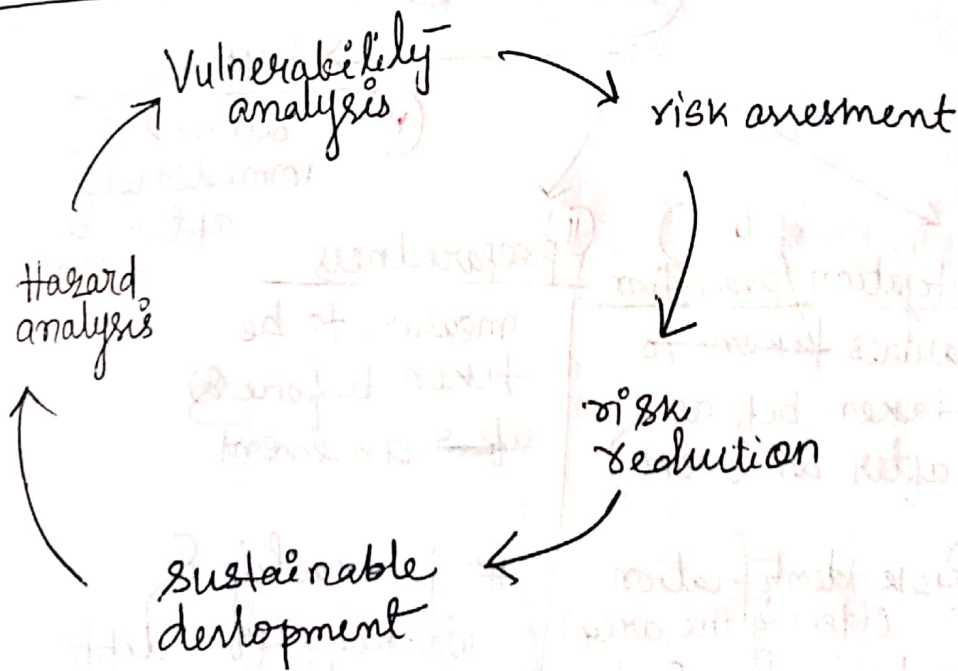 Vulnerability
analysis.
risk assesment
Hazard
analysis
risk
reduction
sustainable
devlopment